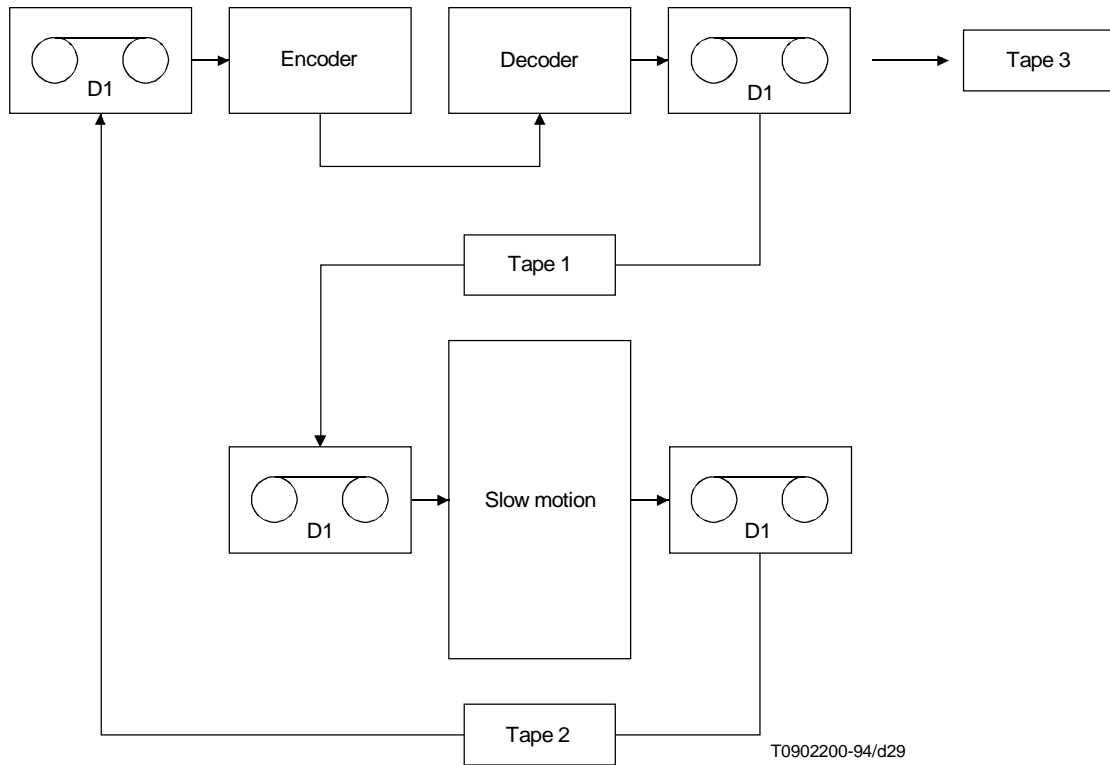 D1
Encoder
Decoder
D1
Tape 3
Tape 1
D1
Slow motion
D1
Tape 2
T0902200-94/d29